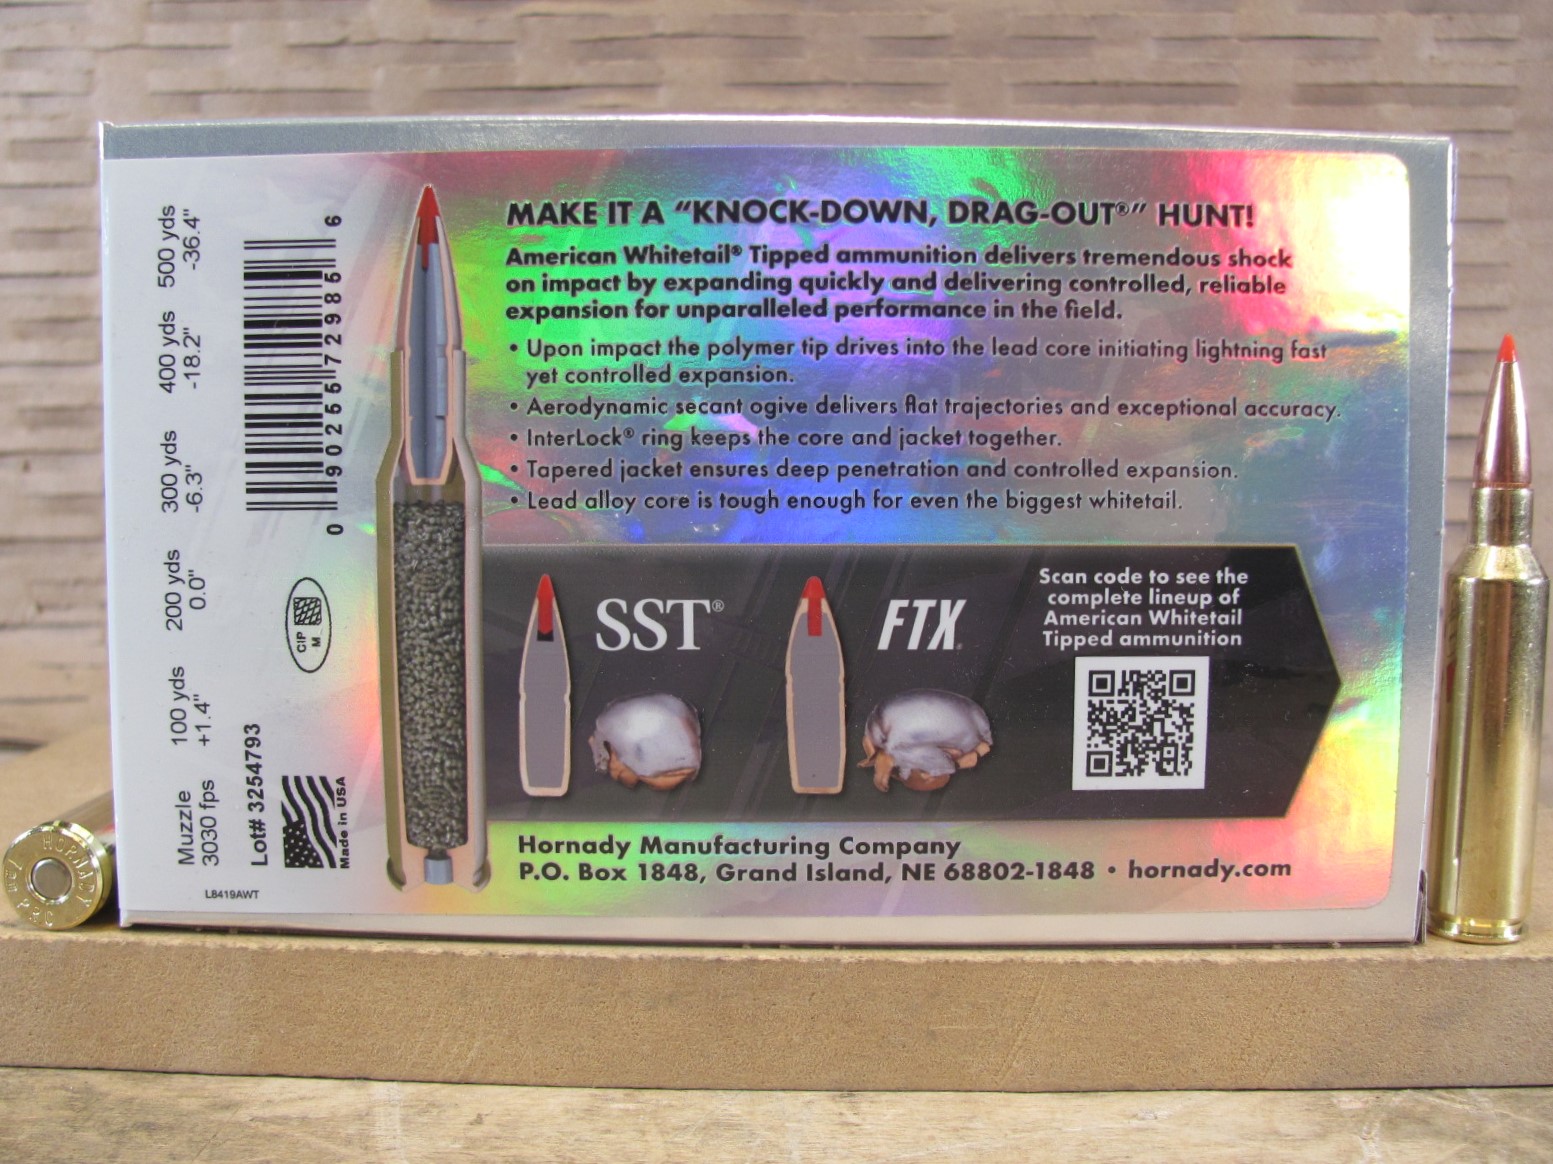 MAKE IT A “KNOCK-DOWN, DRAG-OUT®” HUNT!
American Whitetail® Tipped ammunition delivers tremendous shock
on impact by expanding quickly and delivering controlled, reliable
expansion for unparalleled performance in the field.
• Upon impact the polymer tip drives into the lead core initiating lightning fast
yet controlled expansion.
• Aerodynamic secant ogive delivers flat trajectories and exceptional accuracy.
• InterLock® ring keeps the core and jacket together.
• Tapered jacket ensures deep penetration and controlled expansion.
• Lead alloy core is tough enough for even the biggest whitetail.
SST®
FTX®
Scan code to see the
complete lineup of
American Whitetail
Tipped ammunition
Hornady Manufacturing Company
P.O. Box 1848, Grand Island, NE 68802-1848 • hornady.com
Muzzle 100 yds 200 yds 300 yds 400 yds 500 yds
3030 fps +1.4" 0.0" -6.3" -18.2" -36.4"
Lot# 3254793
0 90255 72985 6
CIP
M
Made in USA
L8419AWT
HORNADY
PRC